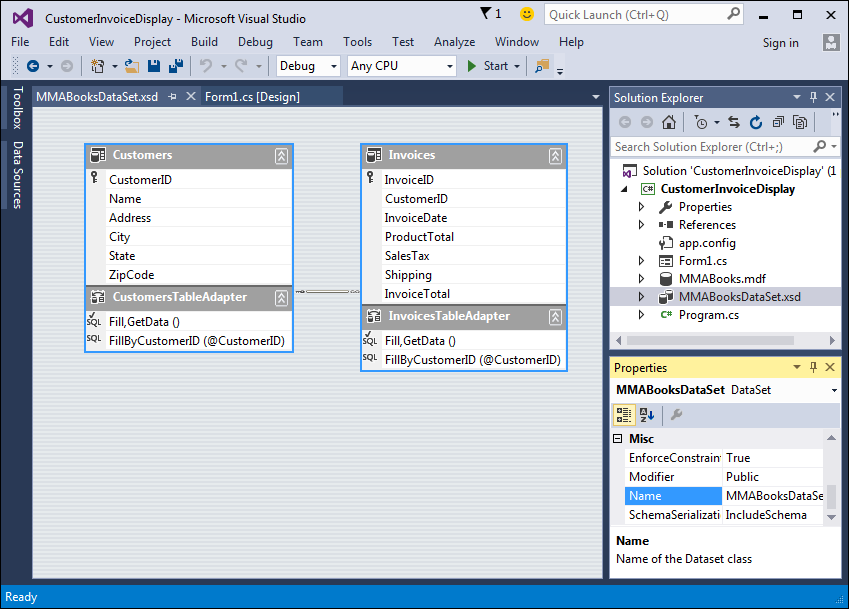 CustomerInvoiceDisplay - Microsoft Visual Studio
1
Quick Launch (Ctrl+Q)
File Edit View Project Build Debug Team Tools Test Analyze Window Help
Sign in
Debug
Any CPU
Start
Toolbox
Data Sources
MMABooksDataSet.xsd
Form1.cs [Design]
Customers
CustomerID
Name
Address
City
State
ZipCode
CustomersTableAdapter
SQL Fill,GetData ()
SQL FillByCustomerID (@CustomerID)
Invoices
InvoiceID
CustomerID
InvoiceDate
ProductTotal
SalesTax
Shipping
InvoiceTotal
InvoicesTableAdapter
SQL Fill,GetData ()
SQL FillByCustomerID (@CustomerID)
Solution Explorer
Search Solution Explorer (Ctrl+;)
Solution 'CustomerInvoiceDisplay' (1
C# CustomerInvoiceDisplay
Properties
References
app.config
Form1.cs
MMABooks.mdf
MMABooksDataSet.xsd
C# Program.cs
Properties
MMABooksDataSet DataSet
Misc
EnforceConstrain True
Modifier Public
Name MMABooksDataSe
SchemaSerializati IncludeSchema
Name
Name of the Dataset class
Ready